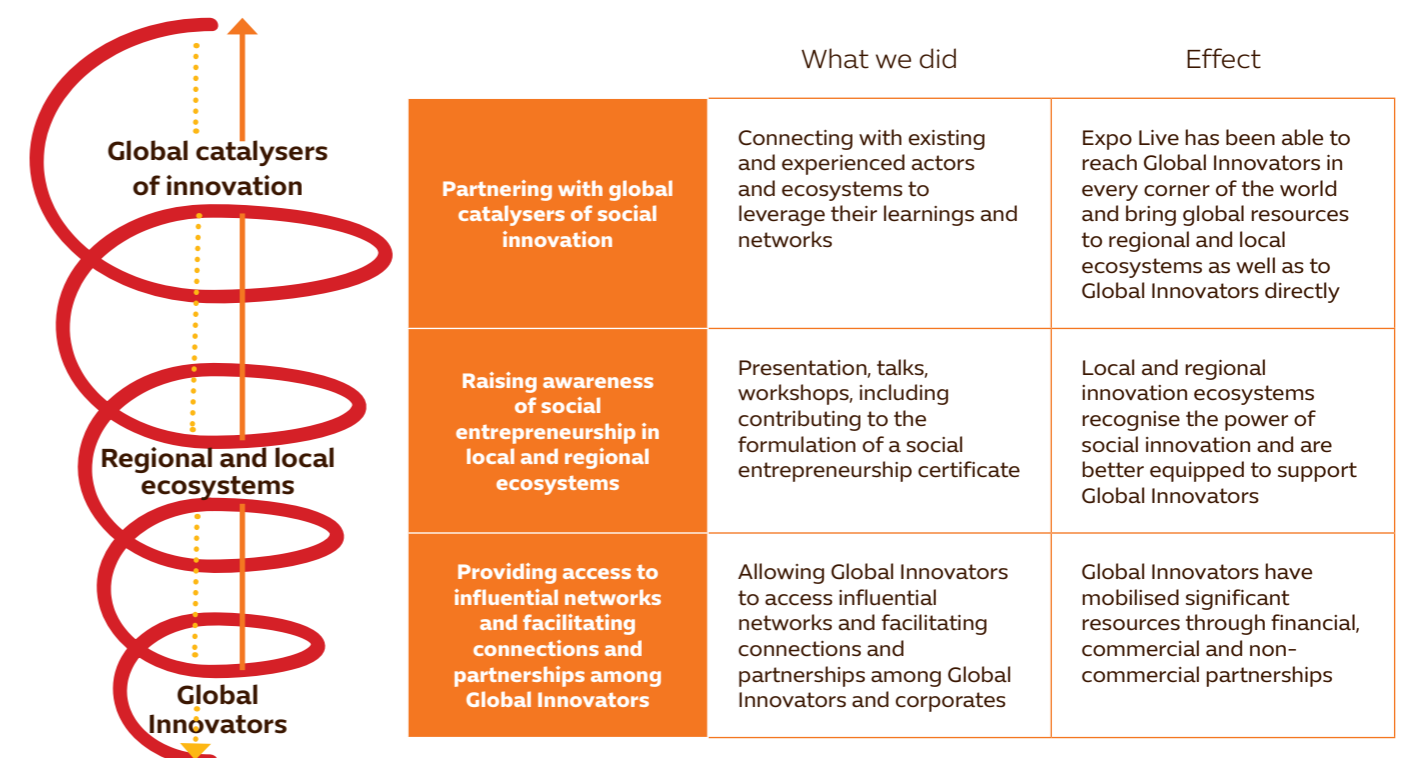 Global catalysers
of innovation
Regional and local
ecosystems
Global
Innovators
What we did
Effect
Partnering with global
catalysers of social
innovation
Connecting with existing
and experienced actors
and ecosystems to
leverage their learnings and
networks
Expo Live has been able to
reach Global Innovators in
every corner of the world
and bring global resources
to regional and local
ecosystems as well as to
Global Innovators directly
Raising awareness
of social
entrepreneurship in
local and regional
ecosystems
Presentation, talks,
workshops, including
contributing to the
formulation of a social
entrepreneurship certificate
Local and regional
innovation ecosystems
recognise the power of
social innovation and are
better equipped to support
Global Innovators
Providing access to
influential networks
and facilitating
connections and
partnerships among
Global Innovators
Allowing Global Innovators
to access influential
networks and facilitating
connections and
partnerships among Global
Innovators and corporates
Global Innovators have
mobilised significant
resources through financial,
commercial and non-
commercial partnerships